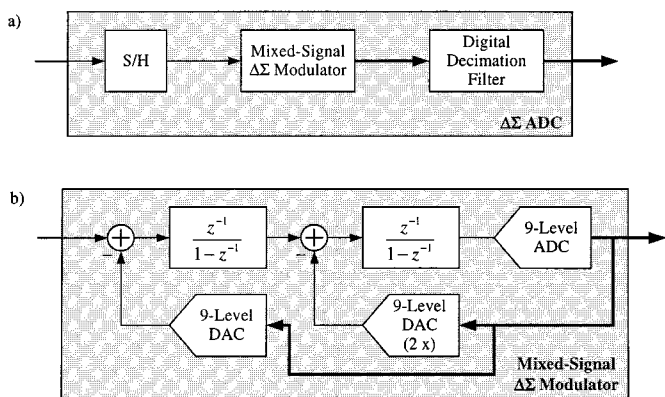 a)
S/H
Mixed-Signal
ΔΣ Modulator
Digital
Decimation
Filter
ΔΣ ADC
b)
−
z⁻¹
1 − z⁻¹
−
z⁻¹
1 − z⁻¹
9-Level
ADC
9-Level
DAC
9-Level
DAC
(2 x)
Mixed-Signal
ΔΣ Modulator